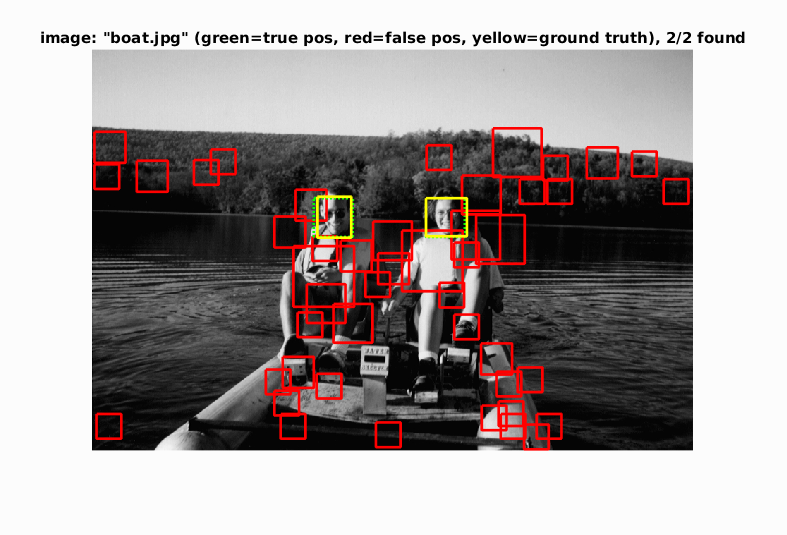 image: "boat.jpg" (green=true pos, red=false pos, yellow=ground truth), 2/2 found